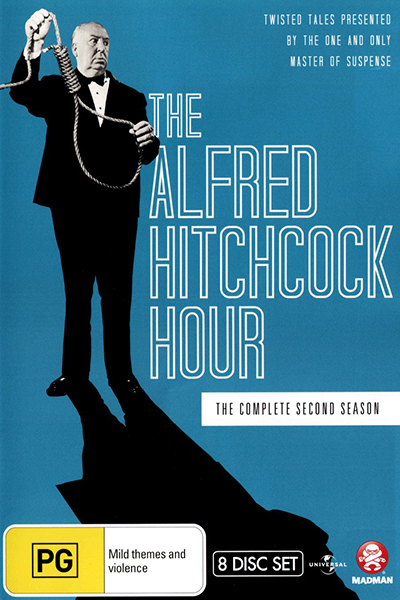 TWISTED TALES PRESENTED
BY THE ONE AND ONLY
MASTER OF SUSPENSE
THE
ALFRED
HITCHCOCK
HOUR
THE COMPLETE SECOND SEASON
PG
Mild themes and
violence
8 DISC SET
UNIVERSAL
MADMAN